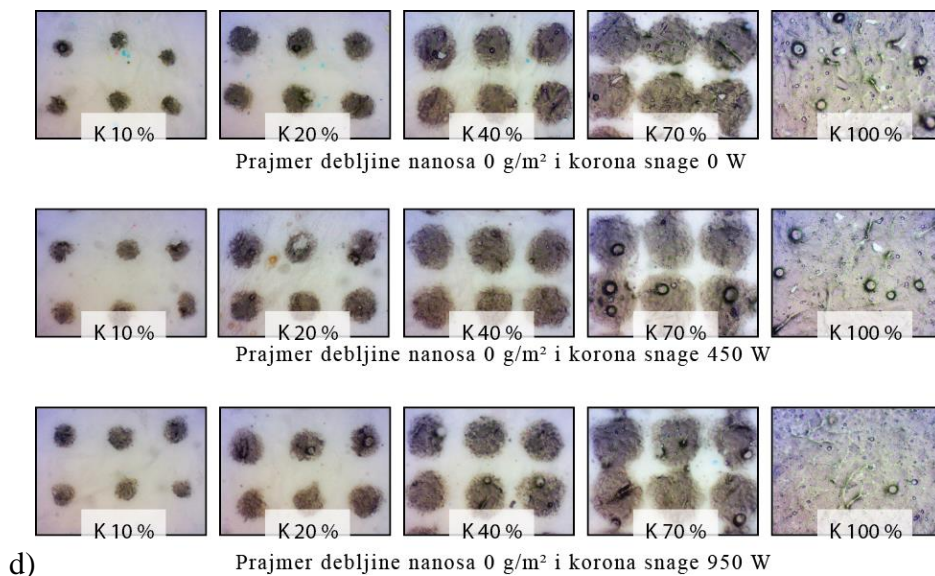 K 10 % K 20 % K 40 % K 70 % K 100 %
Prajmer debljine nanosa 0 g/m² i korona snage 0 W
K 10 % K 20 % K 40 % K 70 % K 100 %
Prajmer debljine nanosa 0 g/m² i korona snage 450 W
K 10 % K 20 % K 40 % K 70 % K 100 %
d) Prajmer debljine nanosa 0 g/m² i korona snage 950 W